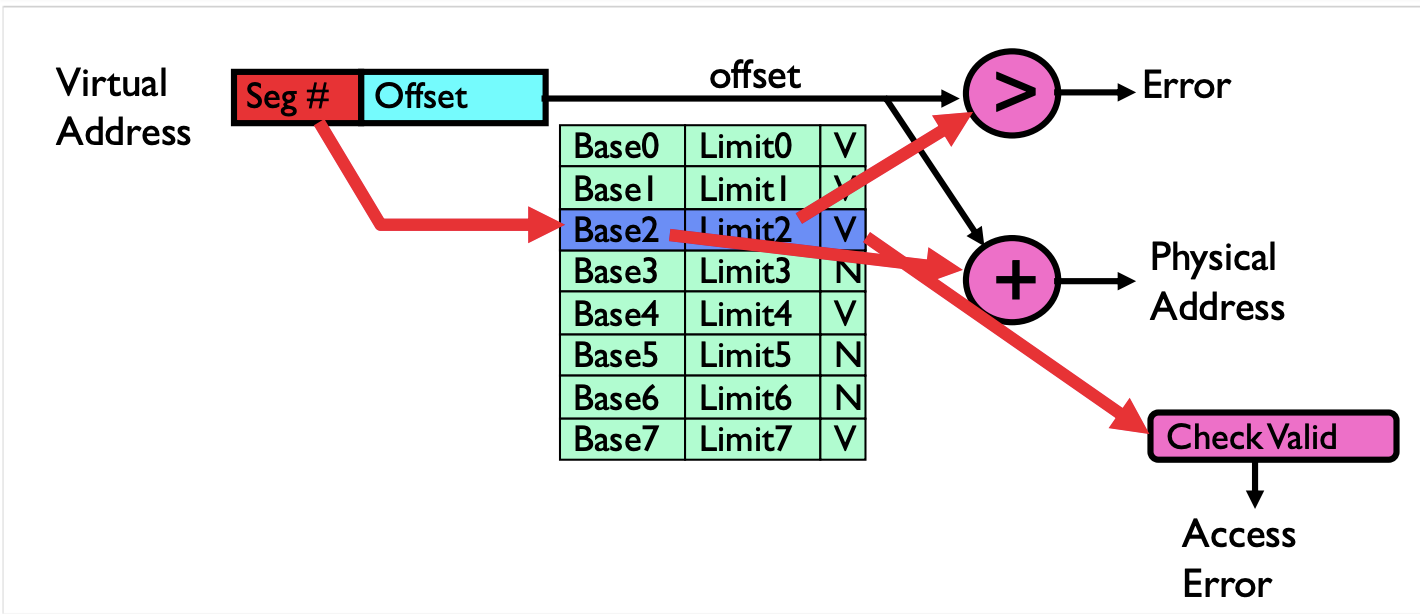 Virtual
Address
Seg # Offset
offset
>
Error
Base0 Limit0 V
Base1 Limit1 V
Base2 Limit2 V
Base3 Limit3 N
Base4 Limit4 V
Base5 Limit5 N
Base6 Limit6 N
Base7 Limit7 V
+
Physical
Address
Check Valid
Access
Error